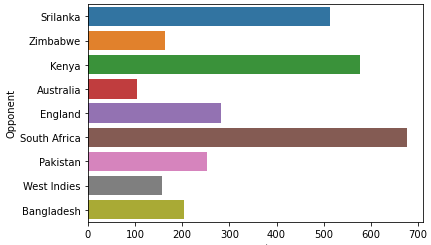 Srilanka
Zimbabwe
Kenya
Australia
England
South Africa
Pakistan
West Indies
Bangladesh
Opponent
0 100 200 300 400 500 600 700